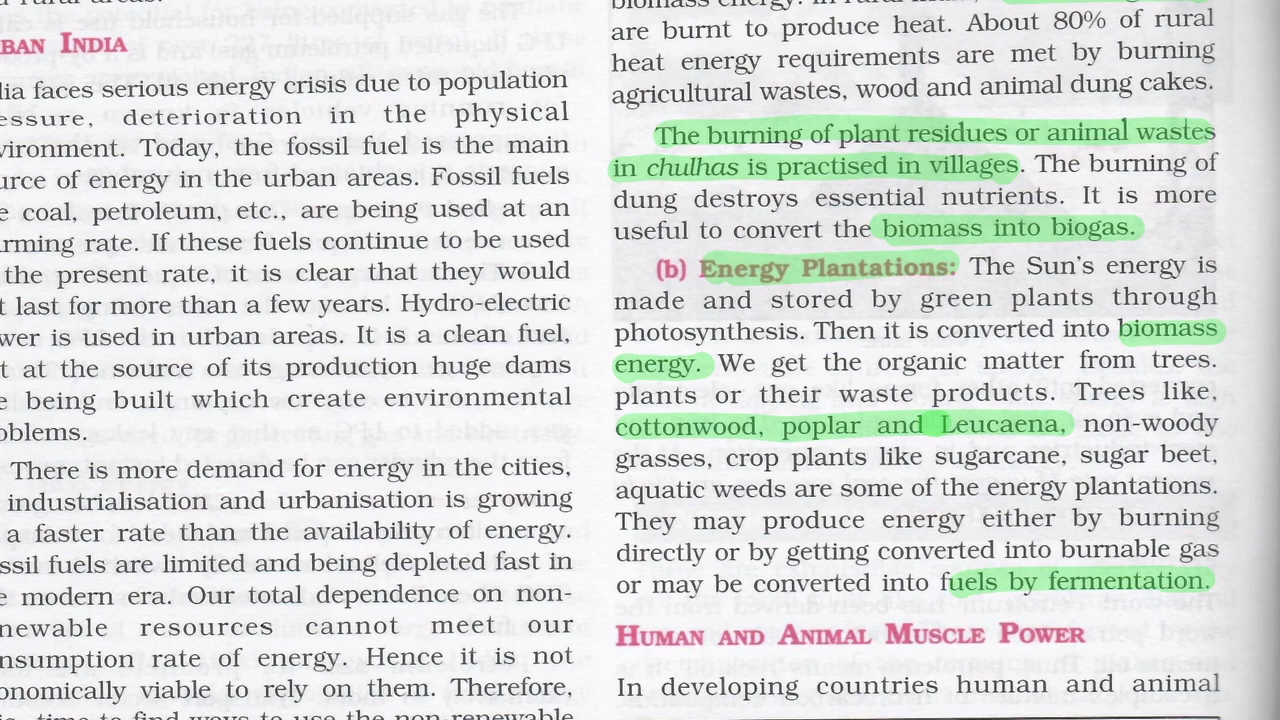 BAN INDIA
dia faces serious energy crisis due to population
essure, deterioration in the physical
vironment. Today, the fossil fuel is the main
urce of energy in the urban areas. Fossil fuels
e coal, petroleum, etc., are being used at an
arming rate. If these fuels continue to be used
the present rate, it is clear that they would
t last for more than a few years. Hydro-electric
wer is used in urban areas. It is a clean fuel,
t at the source of its production huge dams
being built which create environmental
oblems.
There is more demand for energy in the cities,
industrialisation and urbanisation is growing
faster rate than the availability of energy.
ssil fuels are limited and being depleted fast in
modern era. Our total dependence on non-
newable resources cannot meet our
nsumption rate of energy. Hence it is not
onomically viable to rely on them. Therefore,
time to find ways to use the non-renewable
biomass energy.
are burnt to produce heat. About 80% of rural
heat energy requirements are met by burning
agricultural wastes, wood and animal dung cakes.
The burning of plant residues or animal wastes
in chulhas is practised in villages. The burning of
dung destroys essential nutrients. It is more
useful to convert the biomass into biogas.
(b) Energy Plantations: The Sun's energy is
made and stored by green plants through
photosynthesis. Then it is converted into biomass
energy. We get the organic matter from trees,
plants or their waste products. Trees like,
cottonwood, poplar and Leucaena, non-woody
grasses, crop plants like sugarcane, sugar beet,
aquatic weeds are some of the energy plantations.
They may produce energy either by burning
directly or by getting converted into burnable gas
or may be converted into fuels by fermentation.
HUMAN AND ANIMAL MUSCLE POWER
In developing countries human and animal